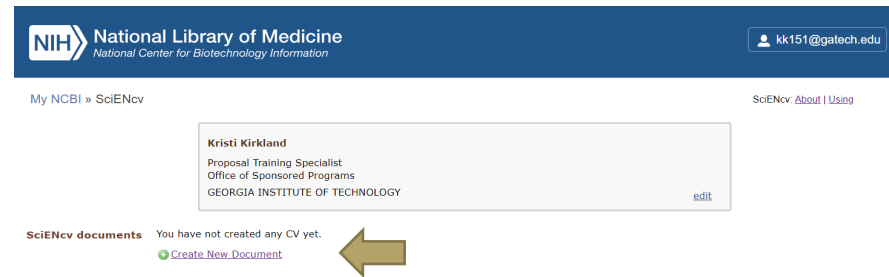 NIH National Library of Medicine
National Center for Biotechnology Information
kk151@gatech.edu
My NCBI » SciENcv
SciENcv: About | Using
Kristi Kirkland
Proposal Training Specialist
Office of Sponsored Programs
GEORGIA INSTITUTE OF TECHNOLOGY
edit
SciENcv documents You have not created any CV yet.
Create New Document